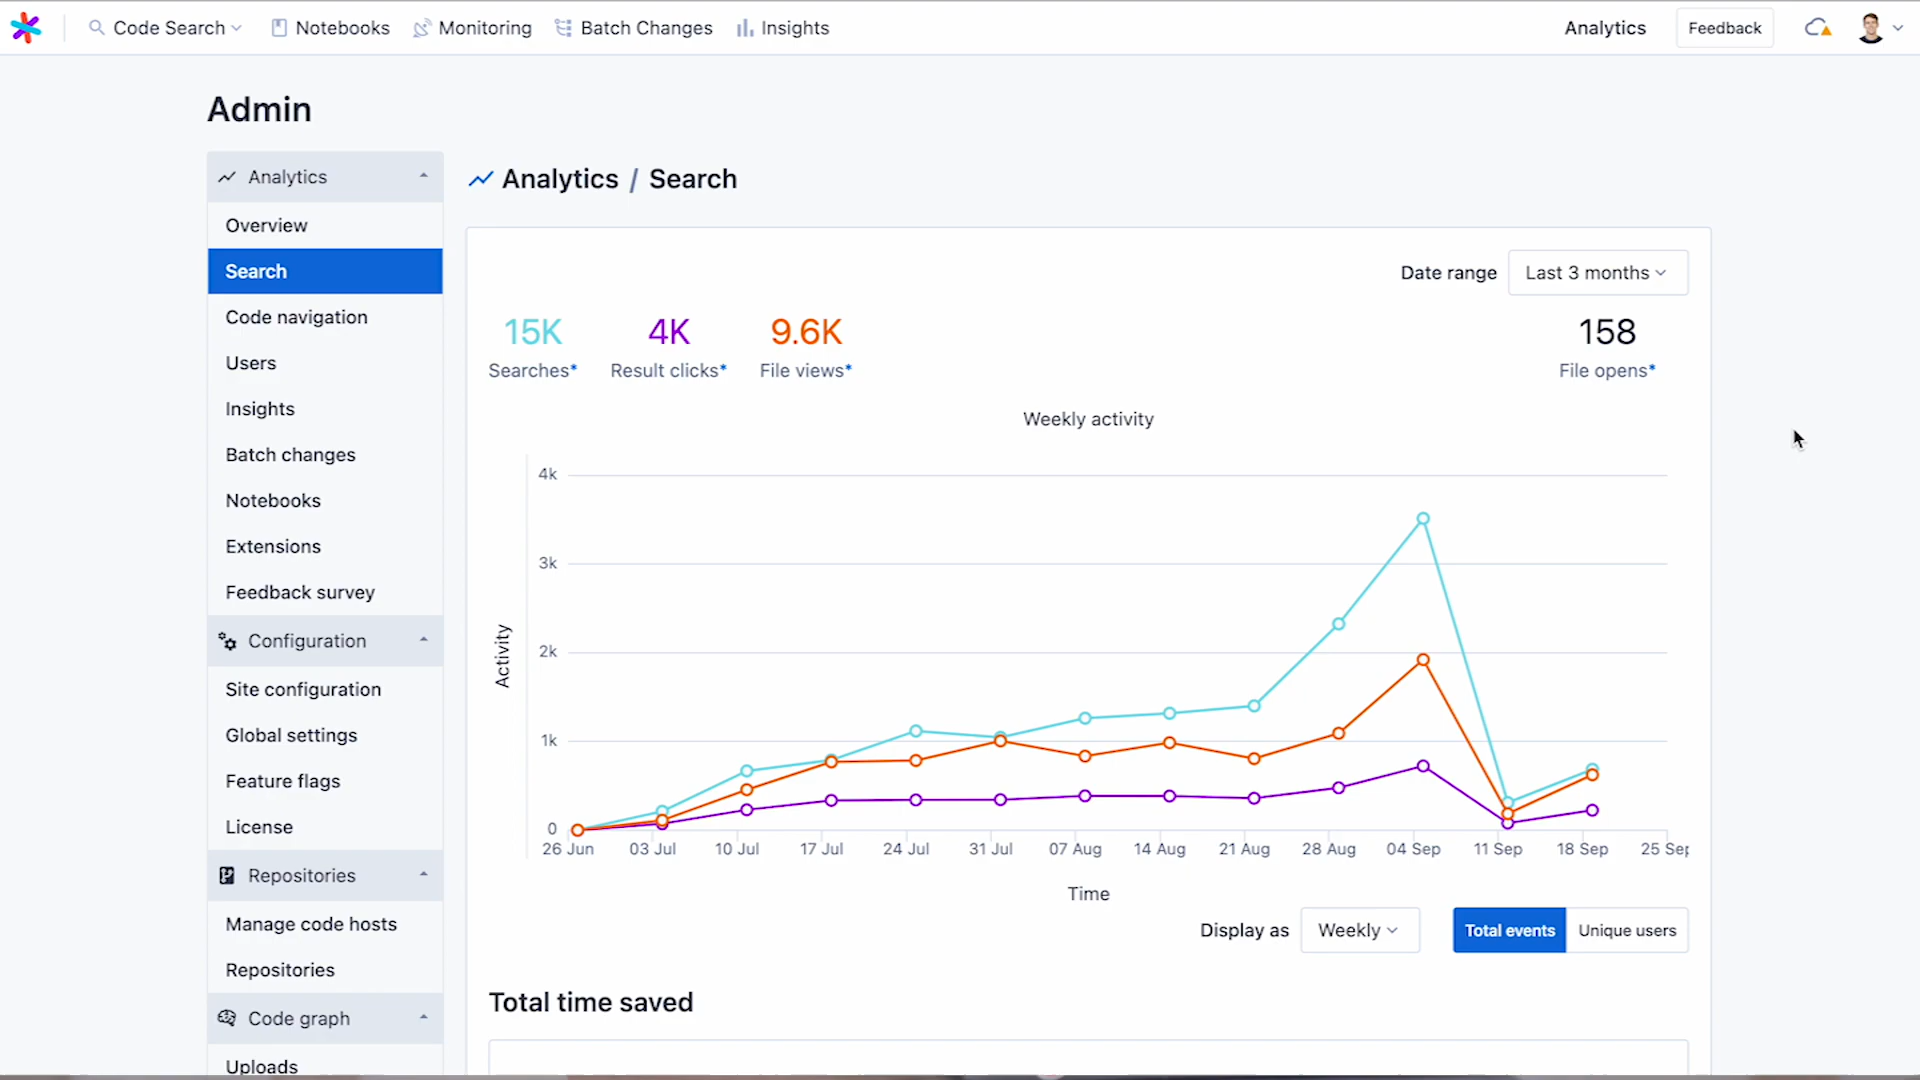 Code Search
Notebooks
Monitoring
Batch Changes
Insights
Analytics
Feedback
Admin
Analytics
Overview
Search
Code navigation
Users
Insights
Batch changes
Notebooks
Extensions
Feedback survey
Configuration
Site configuration
Global settings
Feature flags
License
Repositories
Manage code hosts
Repositories
Code graph
Uploads
Analytics / Search
Date range
Last 3 months
15K
Searches*
4K
Result clicks*
9.6K
File views*
158
File opens*
Weekly activity
4k
3k
2k
1k
0
Activity
26 Jun 03 Jul 10 Jul 17 Jul 24 Jul 31 Jul 07 Aug 14 Aug 21 Aug 28 Aug 04 Sep 11 Sep 18 Sep 25 Sep
Time
Display as
Weekly
Total events
Unique users
Total time saved